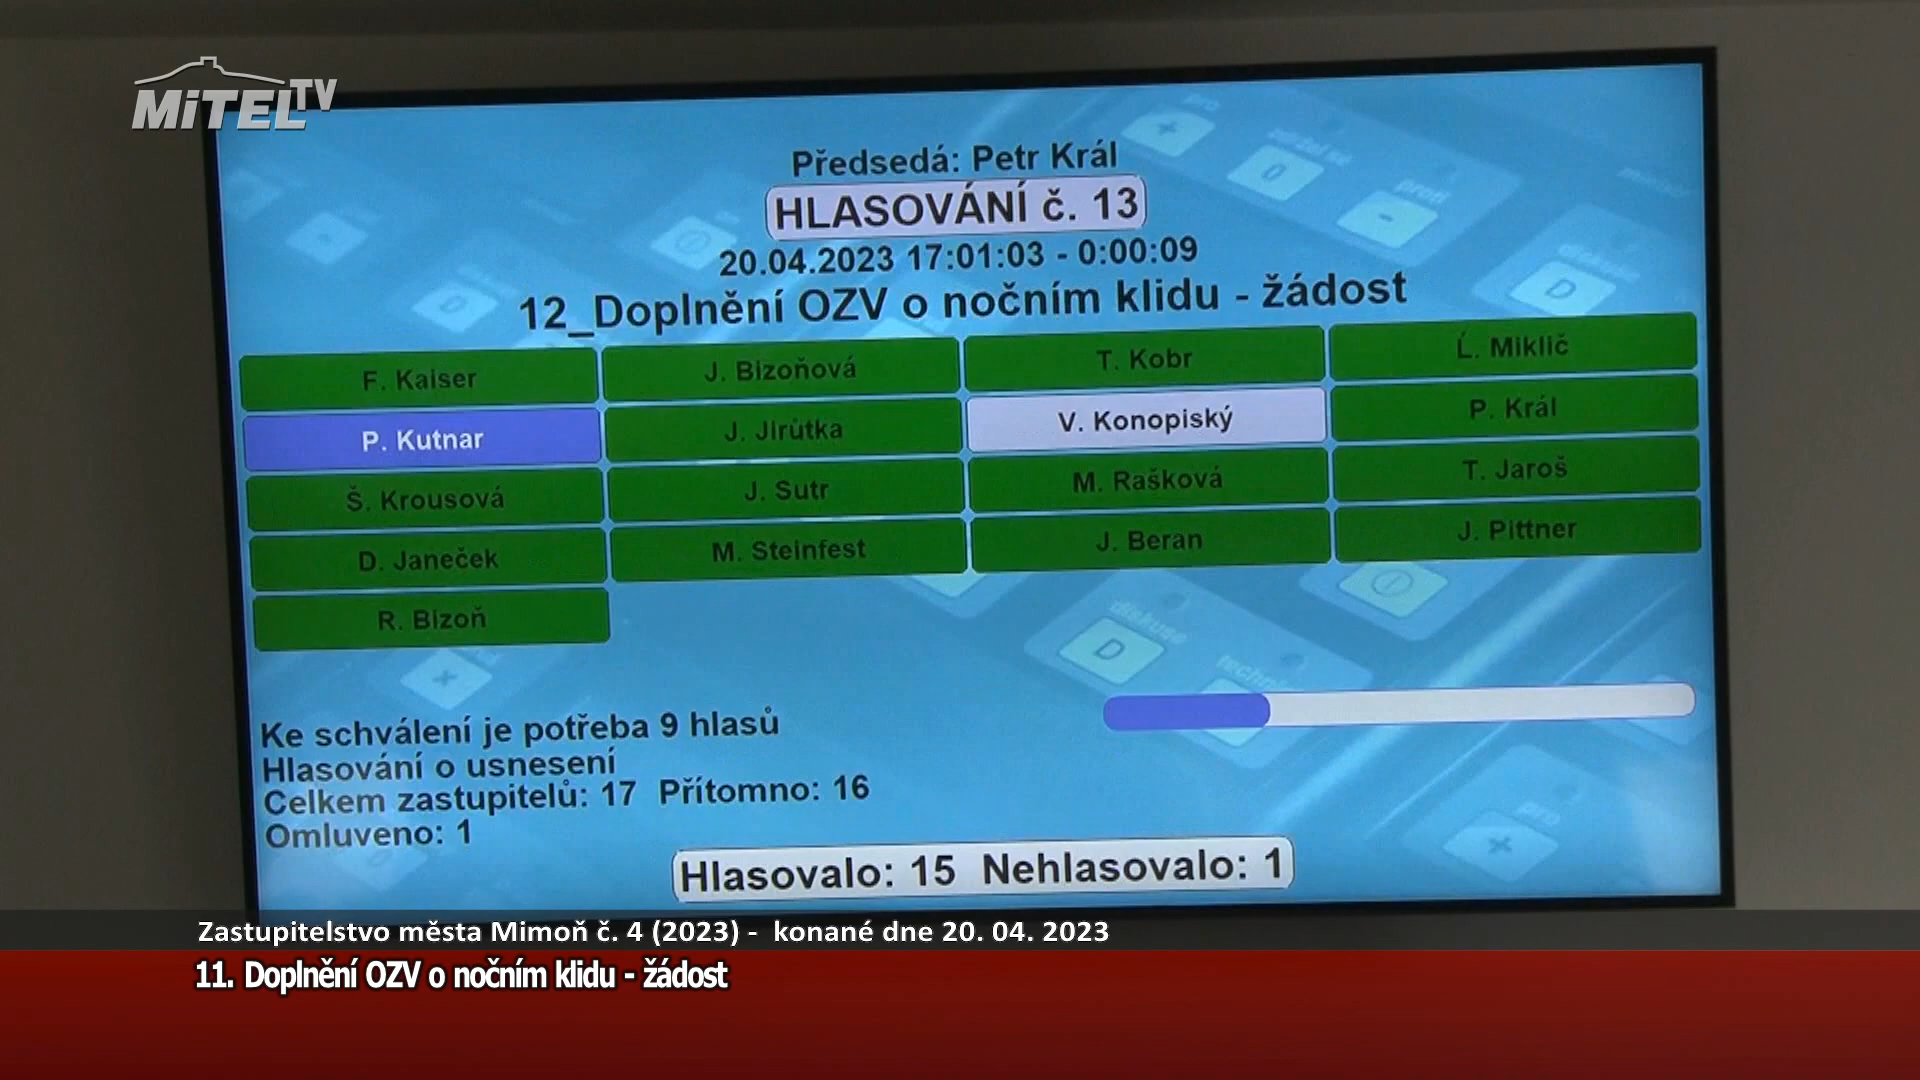 MiTEL TV
Předsedá: Petr Král
HLASOVÁNÍ č. 13
20.04.2023 17:01:03 - 0:00:09
12_Doplnění OZV o nočním klidu - žádost
F. Kaiser J. Bizoňová T. Kobr Ĺ. Miklič
P. Kutnar J. Jirůtka V. Konopiský P. Král
Š. Krousová J. Sutr M. Rašková T. Jaroš
D. Janeček M. Steinfest J. Beran J. Pittner
R. Bizoň
Ke schválení je potřeba 9 hlasů
Hlasování o usnesení
Celkem zastupitelů: 17 Přítomno: 16
Omluveno: 1
Hlasovalo: 15 Nehlasovalo: 1
Zastupitelstvo města Mimoň č. 4 (2023) - konané dne 20. 04. 2023
11. Doplnění OZV o nočním klidu - žádost